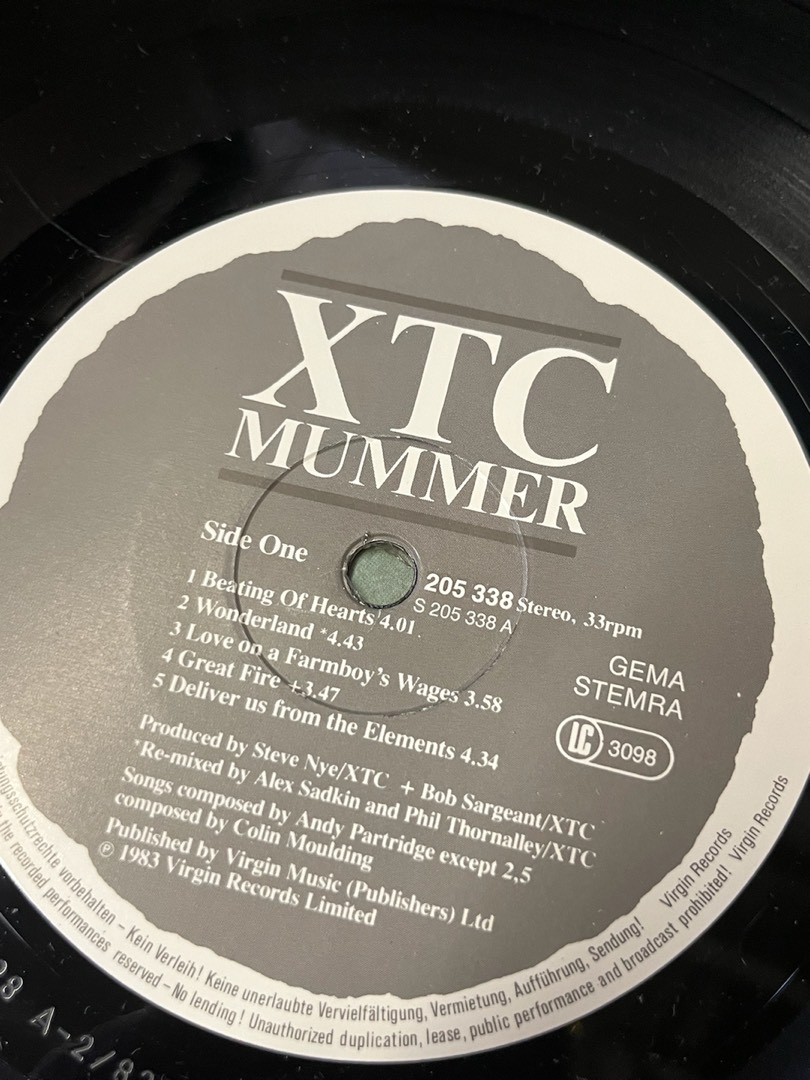 XTC
MUMMER
Side One
205 338 Stereo, 33rpm
S 205 338 A
1 Beating Of Hearts 4.01
2 Wonderland *4.43
3 Love on a Farmboy's Wages 3.58
4 Great Fire +3.47
5 Deliver us from the Elements 4.34
GEMA
STEMRA
LC 3098
Produced by Steve Nye/XTC + Bob Sargeant/XTC
*Re-mixed by Alex Sadkin and Phil Thornalley/XTC
Songs composed by Andy Partridge except 2,5
composed by Colin Moulding
Published by Virgin Music (Publishers) Ltd
℗ 1983 Virgin Records Limited
vorbehalten – Kein Verleih! Keine unerlaubte Vervielfältigung, Vermietung, Aufführung, Sendung! Virgin Records
the recorded performances reserved – No lending! Unauthorized duplication, lease, public performance and broadcast prohibited! Virgin Records
A-2/8